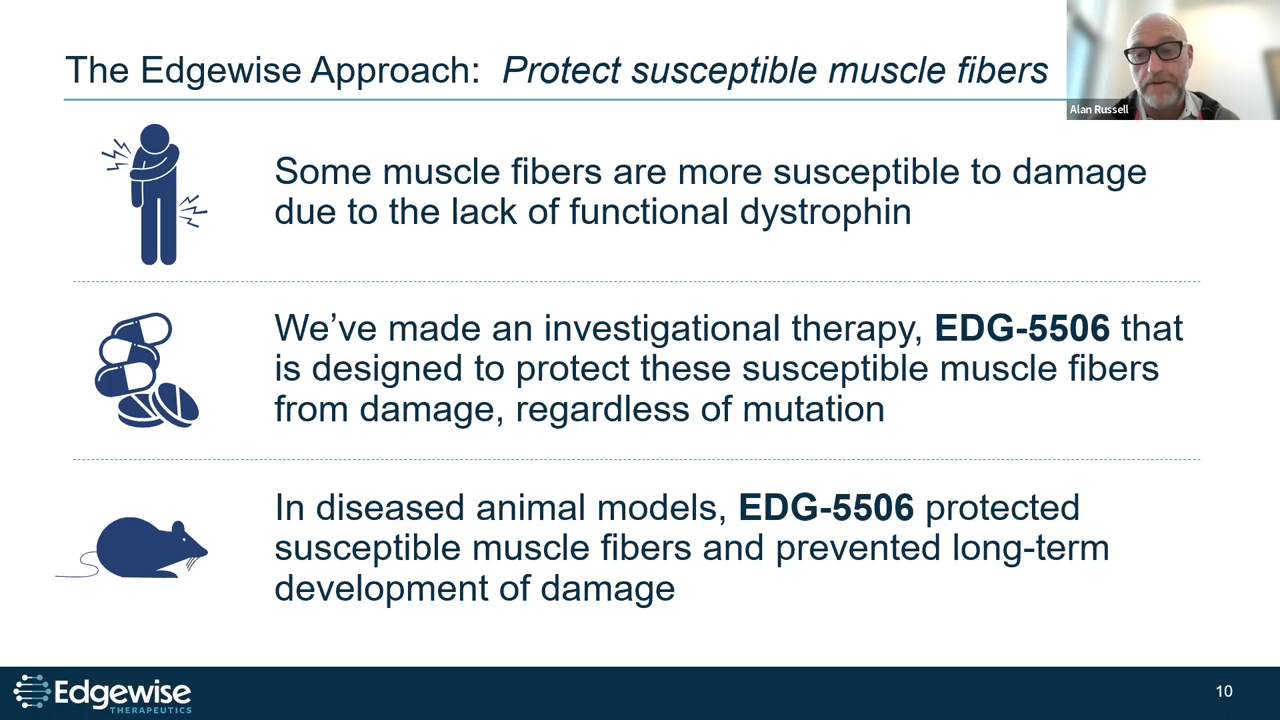 The Edgewise Approach: Protect susceptible muscle fibers
Alan Russell
Some muscle fibers are more susceptible to damage
due to the lack of functional dystrophin
We’ve made an investigational therapy, EDG-5506 that
is designed to protect these susceptible muscle fibers
from damage, regardless of mutation
In diseased animal models, EDG-5506 protected
susceptible muscle fibers and prevented long-term
development of damage
Edgewise
THERAPEUTICS
10